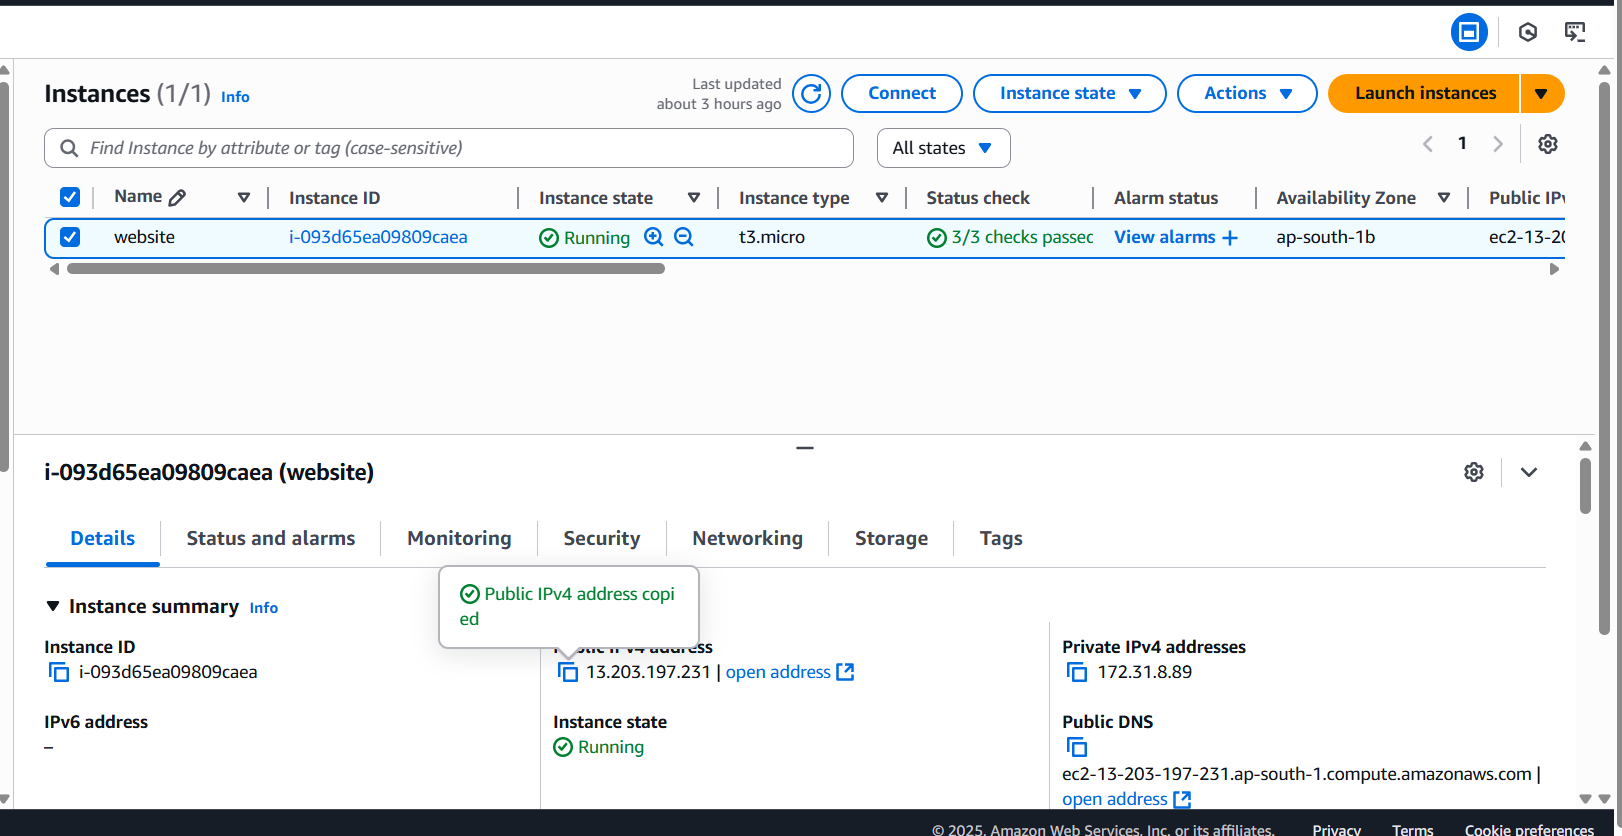 Instances (1/1) Info
Last updated
about 3 hours ago
Connect
Instance state
Actions
Launch instances
Find Instance by attribute or tag (case-sensitive)
All states
1
Name
Instance ID
Instance state
Instance type
Status check
Alarm status
Availability Zone
Public IPv
website
i-093d65ea09809caea
Running
t3.micro
3/3 checks passec
View alarms +
ap-south-1b
ec2-13-20
i-093d65ea09809caea (website)
Details
Status and alarms
Monitoring
Security
Networking
Storage
Tags
Public IPv4 address copi
ed
Instance summary Info
Instance ID
i-093d65ea09809caea
Public IPv4 address
13.203.197.231 | open address
Private IPv4 addresses
172.31.8.89
IPv6 address
–
Instance state
Running
Public DNS
ec2-13-203-197-231.ap-south-1.compute.amazonaws.com |
open address
© 2025, Amazon Web Services, Inc. or its affiliates.
Privacy
Terms
Cookie preferences